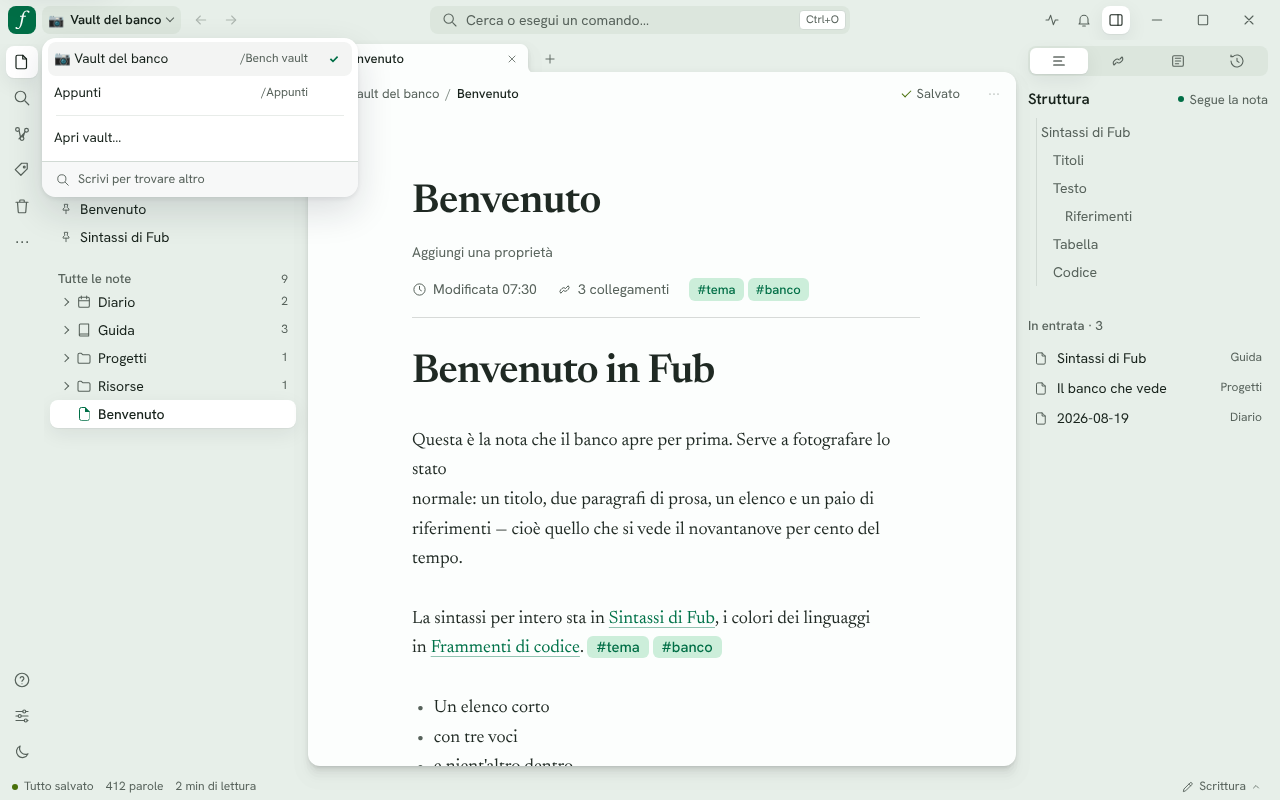 f
Vault del banco
Cerca o esegui un comando...
Ctrl+O
Vault del banco
/Bench vault
Appunti
/Appunti
Apri vault...
Scrivi per trovare altro
Benvenuto
Sintassi di Fub
Tutte le note
9
Diario
2
Guida
3
Progetti
1
Risorse
1
Benvenuto
nvenuto
ault del banco / Benvenuto
Salvato
Benvenuto
Aggiungi una proprietà
Modificata 07:30
3 collegamenti
#tema
#banco
Benvenuto in Fub
Questa è la nota che il banco apre per prima. Serve a fotografare lo
stato
normale: un titolo, due paragrafi di prosa, un elenco e un paio di
riferimenti — cioè quello che si vede il novantanove per cento del
tempo.
La sintassi per intero sta in Sintassi di Fub, i colori dei linguaggi
in Frammenti di codice. #tema #banco
• Un elenco corto
• con tre voci
• e nient'altro dentro
Struttura
Segue la nota
Sintassi di Fub
Titoli
Testo
Riferimenti
Tabella
Codice
In entrata · 3
Sintassi di Fub
Guida
Il banco che vede
Progetti
2026-08-19
Diario
Tutto salvato
412 parole
2 min di lettura
Scrittura